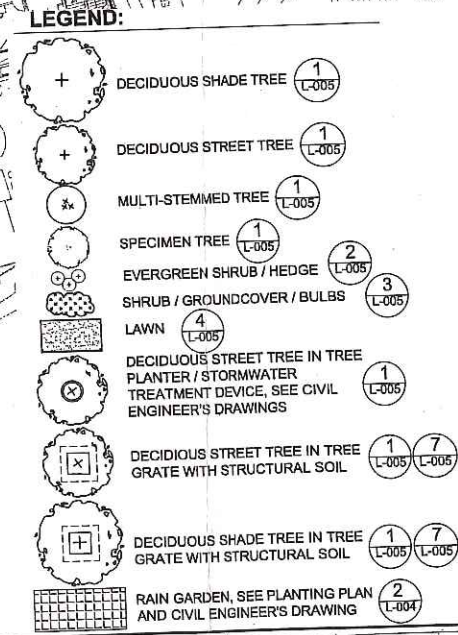 LEGEND:
DECIDUOUS SHADE TREE 1 L-005
DECIDUOUS STREET TREE 1 L-005
MULTI-STEMMED TREE 1 L-005
SPECIMEN TREE 1 L-005
EVERGREEN SHRUB / HEDGE 2 L-005
SHRUB / GROUNDCOVER / BULBS 3 L-005
LAWN 4 L-005
DECIDUOUS STREET TREE IN TREE
PLANTER / STORMWATER
TREATMENT DEVICE, SEE CIVIL
ENGINEER'S DRAWINGS
1 L-005
DECIDIOUS STREET TREE IN TREE
GRATE WITH STRUCTURAL SOIL
1 L-005 7 L-005
DECIDUOUS SHADE TREE IN TREE
GRATE WITH STRUCTURAL SOIL
1 L-005 7 L-005
RAIN GARDEN, SEE PLANTING PLAN
AND CIVIL ENGINEER'S DRAWING
2 L-004